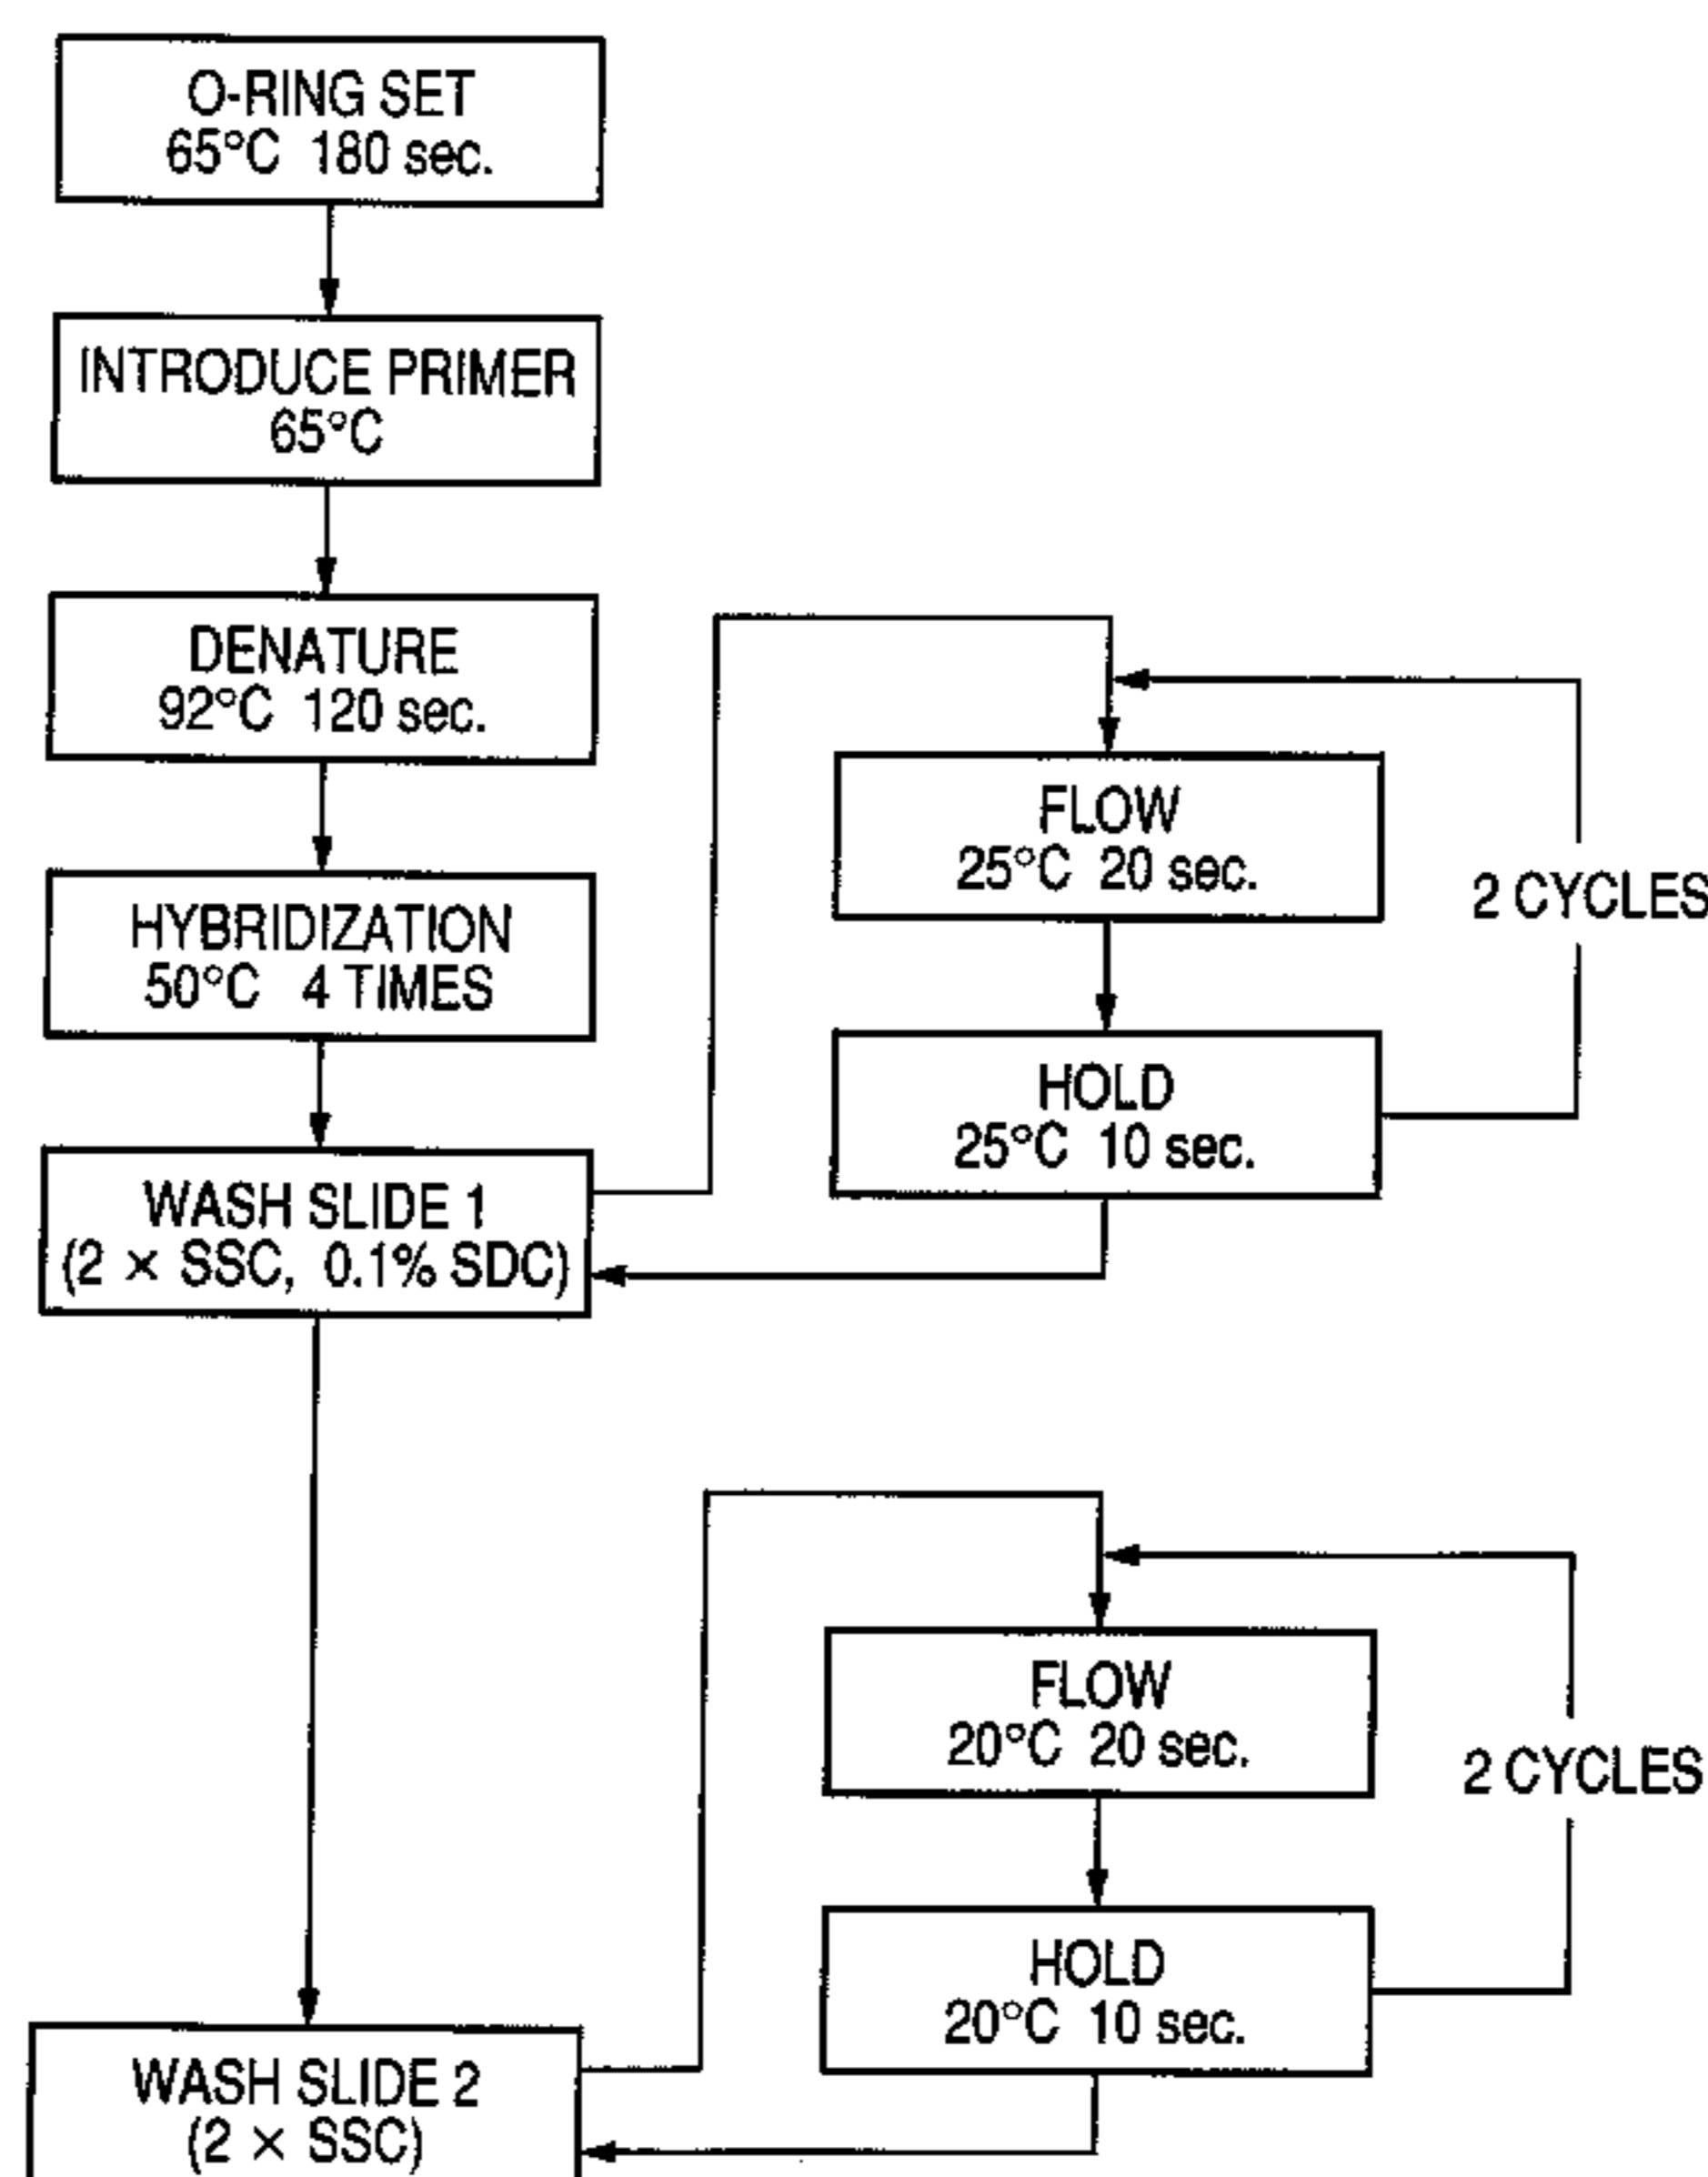 O-RING SET
65°C 180 sec.
INTRODUCE PRIMER
65°C
DENATURE
92°C 120 sec.
HYBRIDIZATION
50°C 4 TIMES
WASH SLIDE 1
(2 × SSC, 0.1% SDC)
FLOW
25°C 20 sec.
HOLD
25°C 10 sec.
2 CYCLES
WASH SLIDE 2
(2 × SSC)
FLOW
20°C 20 sec.
HOLD
20°C 10 sec.
2 CYCLES